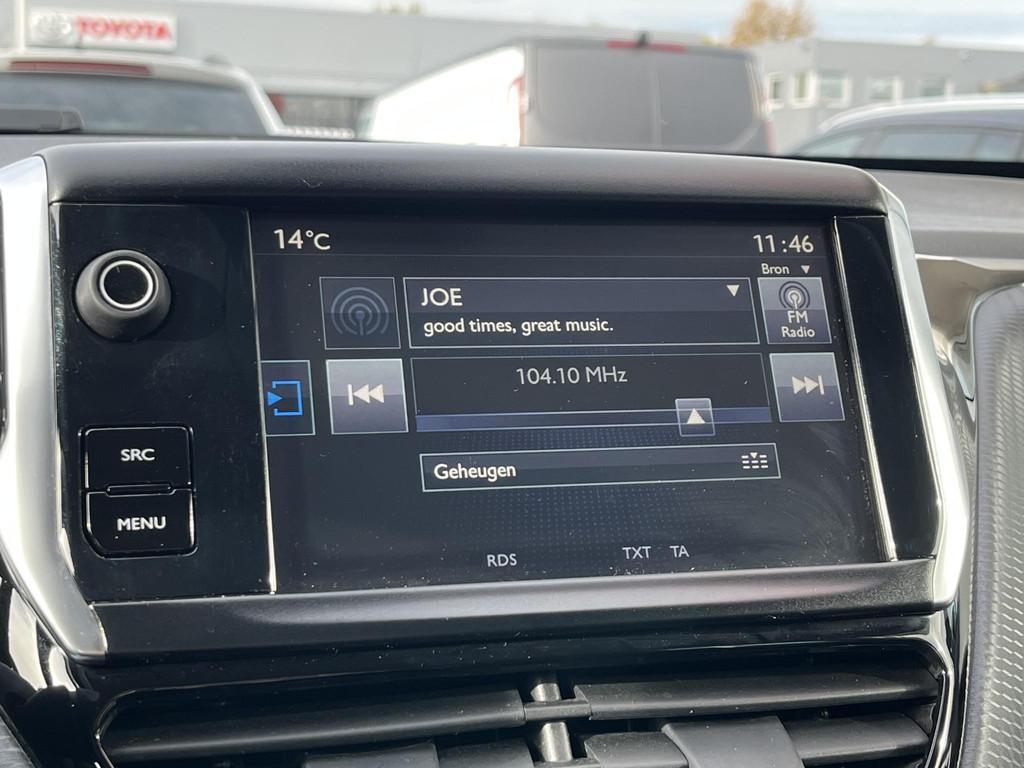 TOYOTA
14°C
11:46
Bron
JOE
good times, great music.
FM
Radio
104.10 MHz
SRC
Geheugen
MENU
RDS
TXT TA